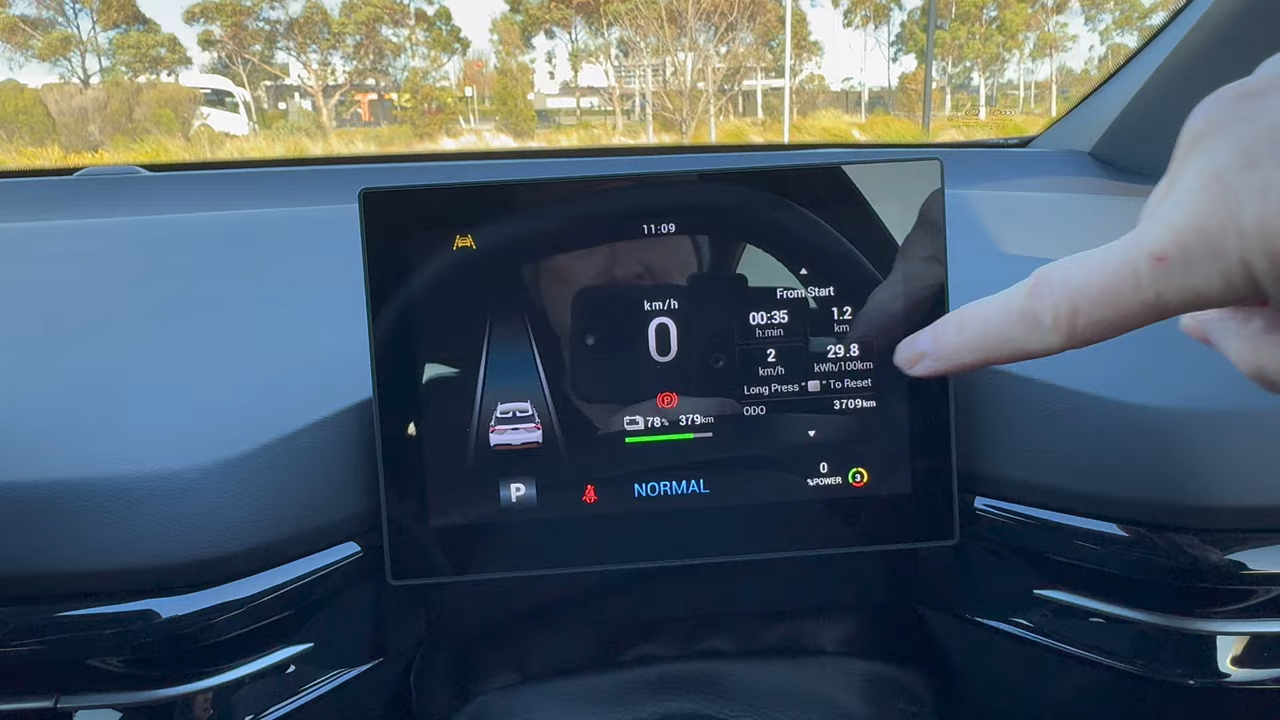 11:09
km/h
0
From Start
00:35 1.2
h:min km
2 29.8
km/h kWh/100km
Long Press " " To Reset
ODO 3709km
P
78% 379km
P
NORMAL
0
%POWER 3